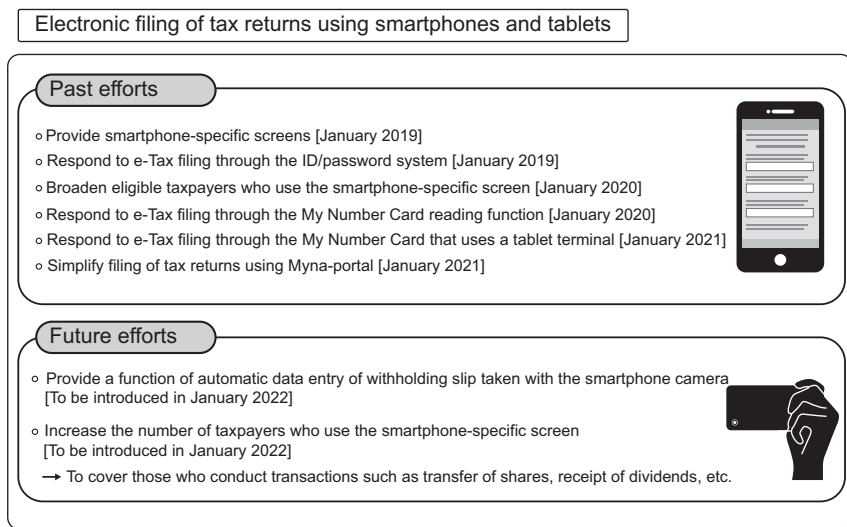 Electronic filing of tax returns using smartphones and tablets
Past efforts
○ Provide smartphone-specific screens [January 2019]
○ Respond to e-Tax filing through the ID/password system [January 2019]
○ Broaden eligible taxpayers who use the smartphone-specific screen [January 2020]
○ Respond to e-Tax filing through the My Number Card reading function [January 2020]
○ Respond to e-Tax filing through the My Number Card that uses a tablet terminal [January 2021]
○ Simplify filing of tax returns using Myna-portal [January 2021]
Future efforts
○ Provide a function of automatic data entry of withholding slip taken with the smartphone camera
[To be introduced in January 2022]
○ Increase the number of taxpayers who use the smartphone-specific screen
[To be introduced in January 2022]
→ To cover those who conduct transactions such as transfer of shares, receipt of dividends, etc.